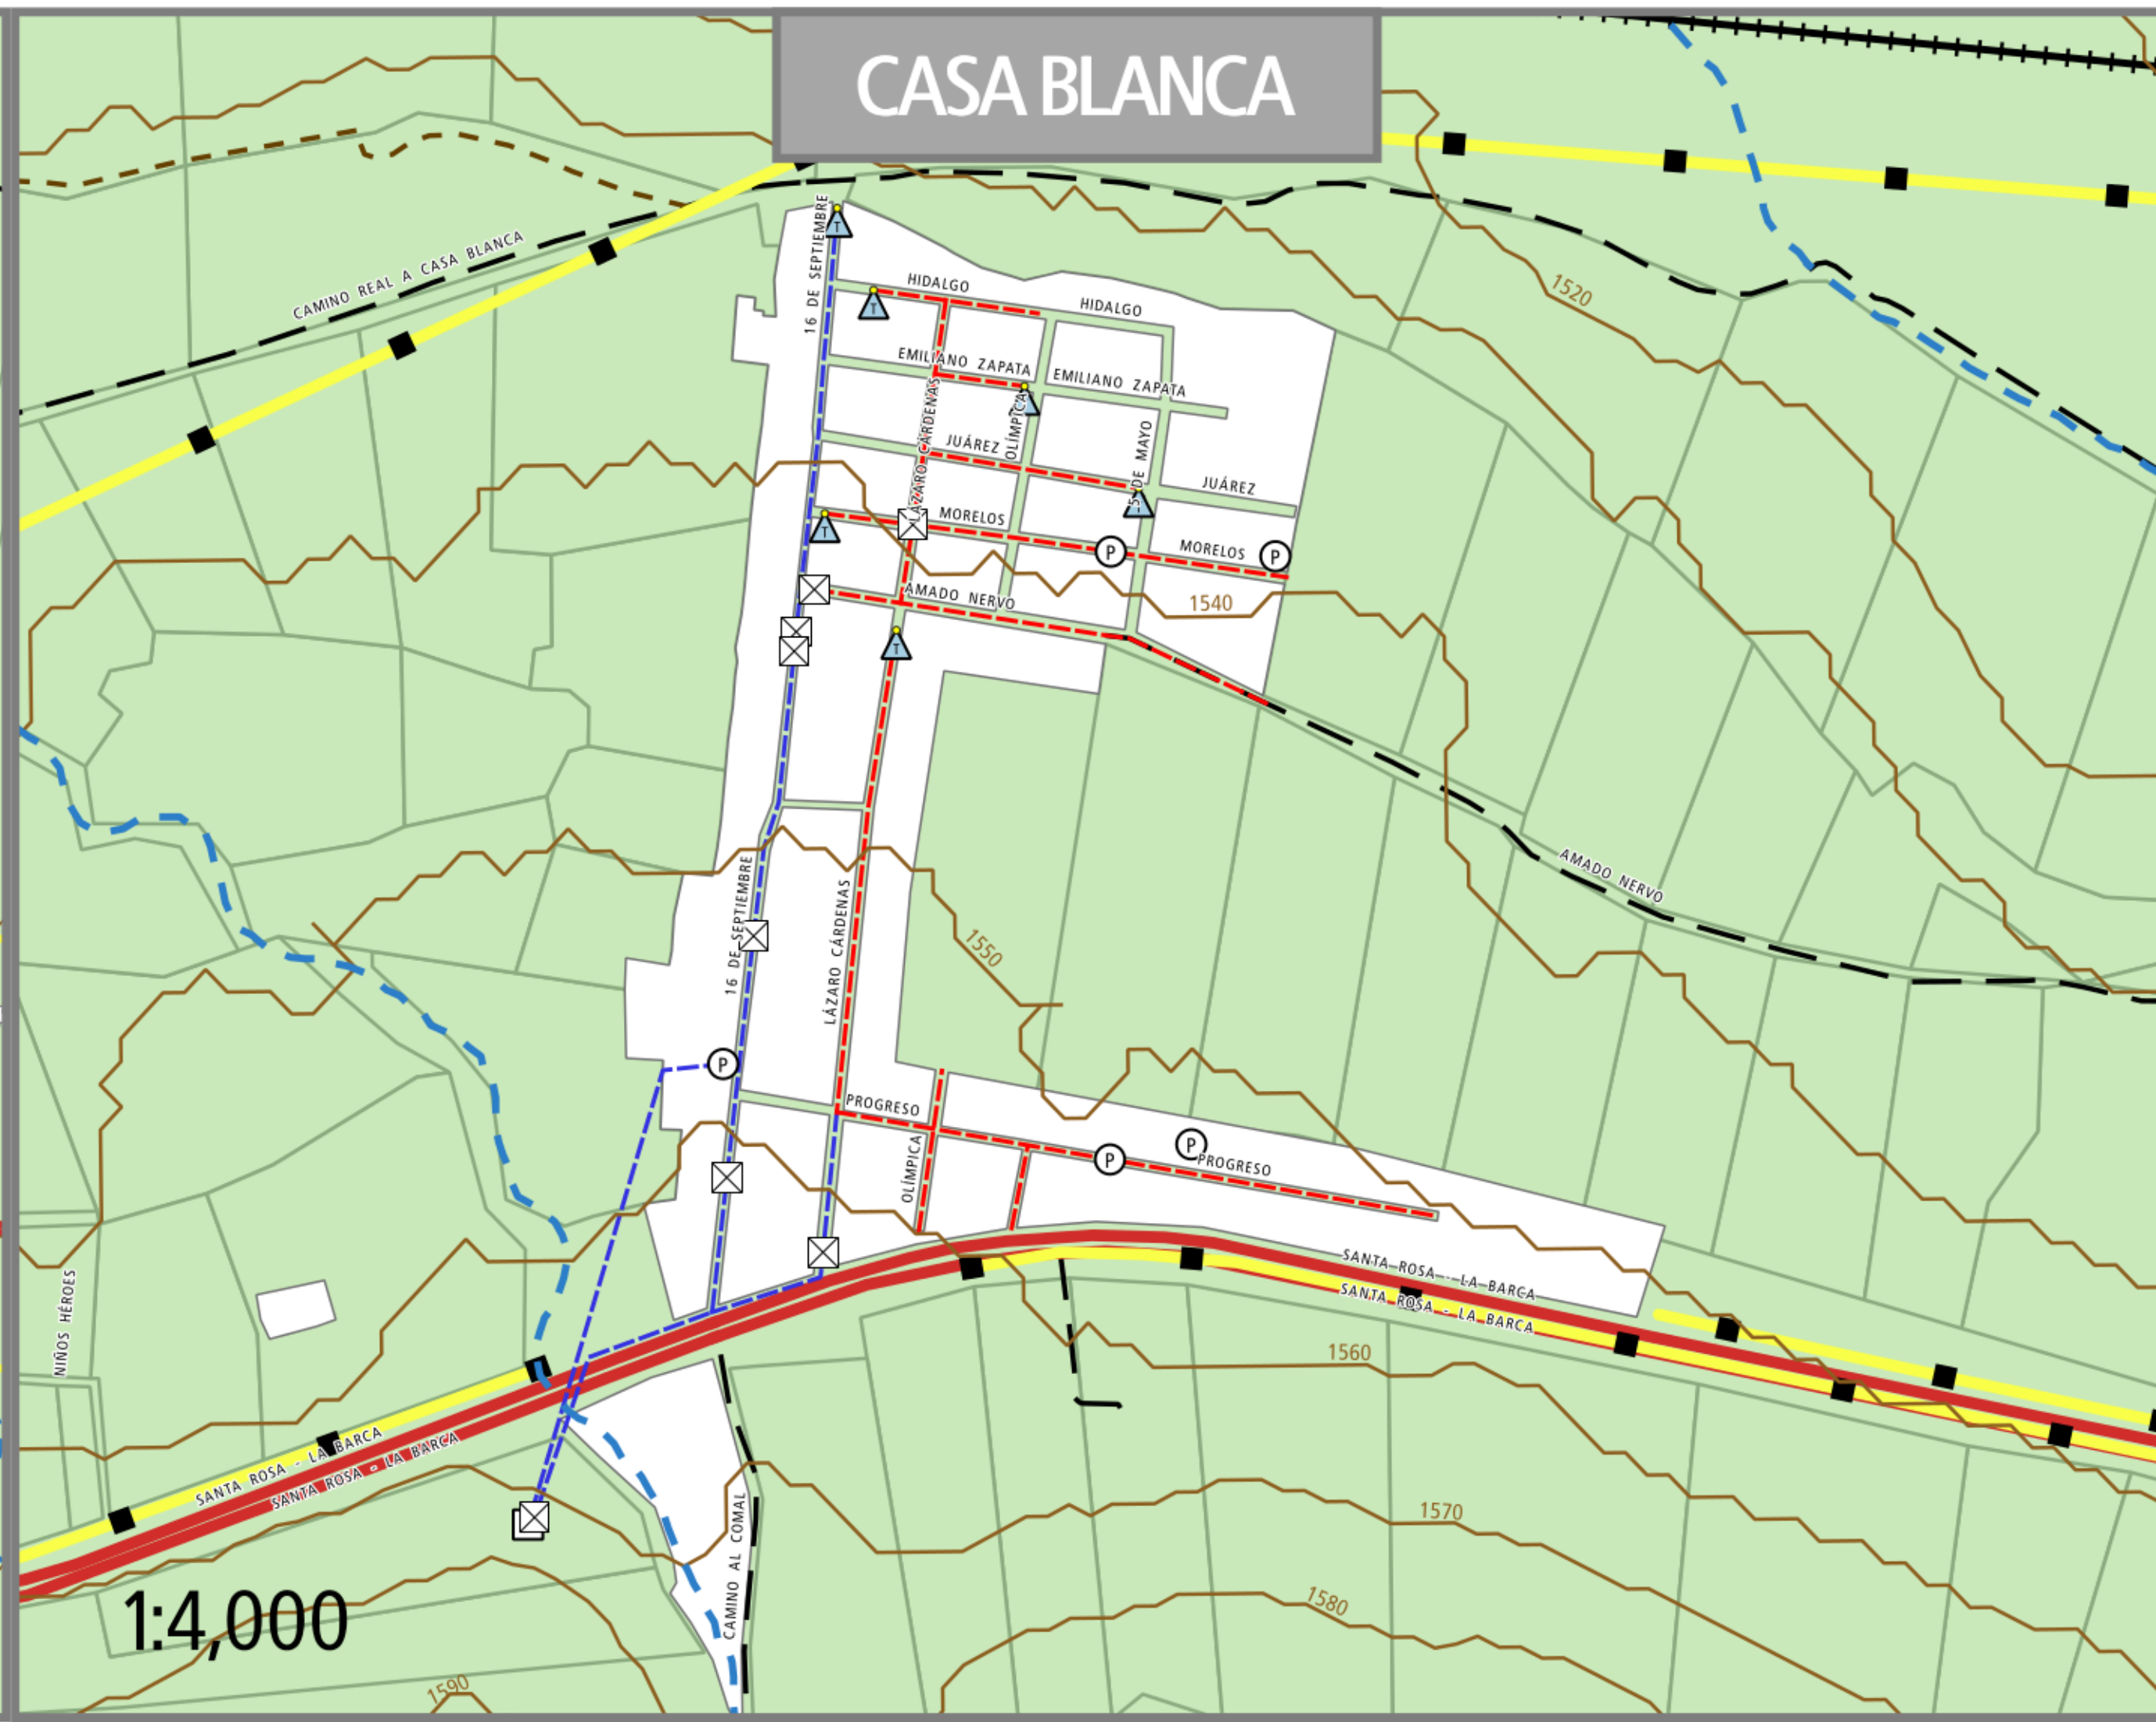 CASA BLANCA
CAMINO REAL A CASA BLANCA
16 DE SEPTIEMBRE
T
HIDALGO
HIDALGO
T
1520
EMILIANO ZAPATA
EMILIANO ZAPATA
LÁZARO CÁRDENAS
OLÍMPICA
5 DE MAYO
JUÁREZ
JUÁREZ
T
MORELOS
P
MORELOS
P
AMADO NERVO
1540
T
AMADO NERVO
16 DE SEPTIEMBRE
LÁZARO CÁRDENAS
1550
P
PROGRESO
OLÍMPICA
P
P
PROGRESO
NIÑOS HÉROES
SANTA ROSA - LA BARCA
SANTA ROSA - LA BARCA
1560
SANTA ROSA - LA BARCA
SANTA ROSA - LA BARCA
CAMINO AL COMAL
1570
1580
1:4,000
1590